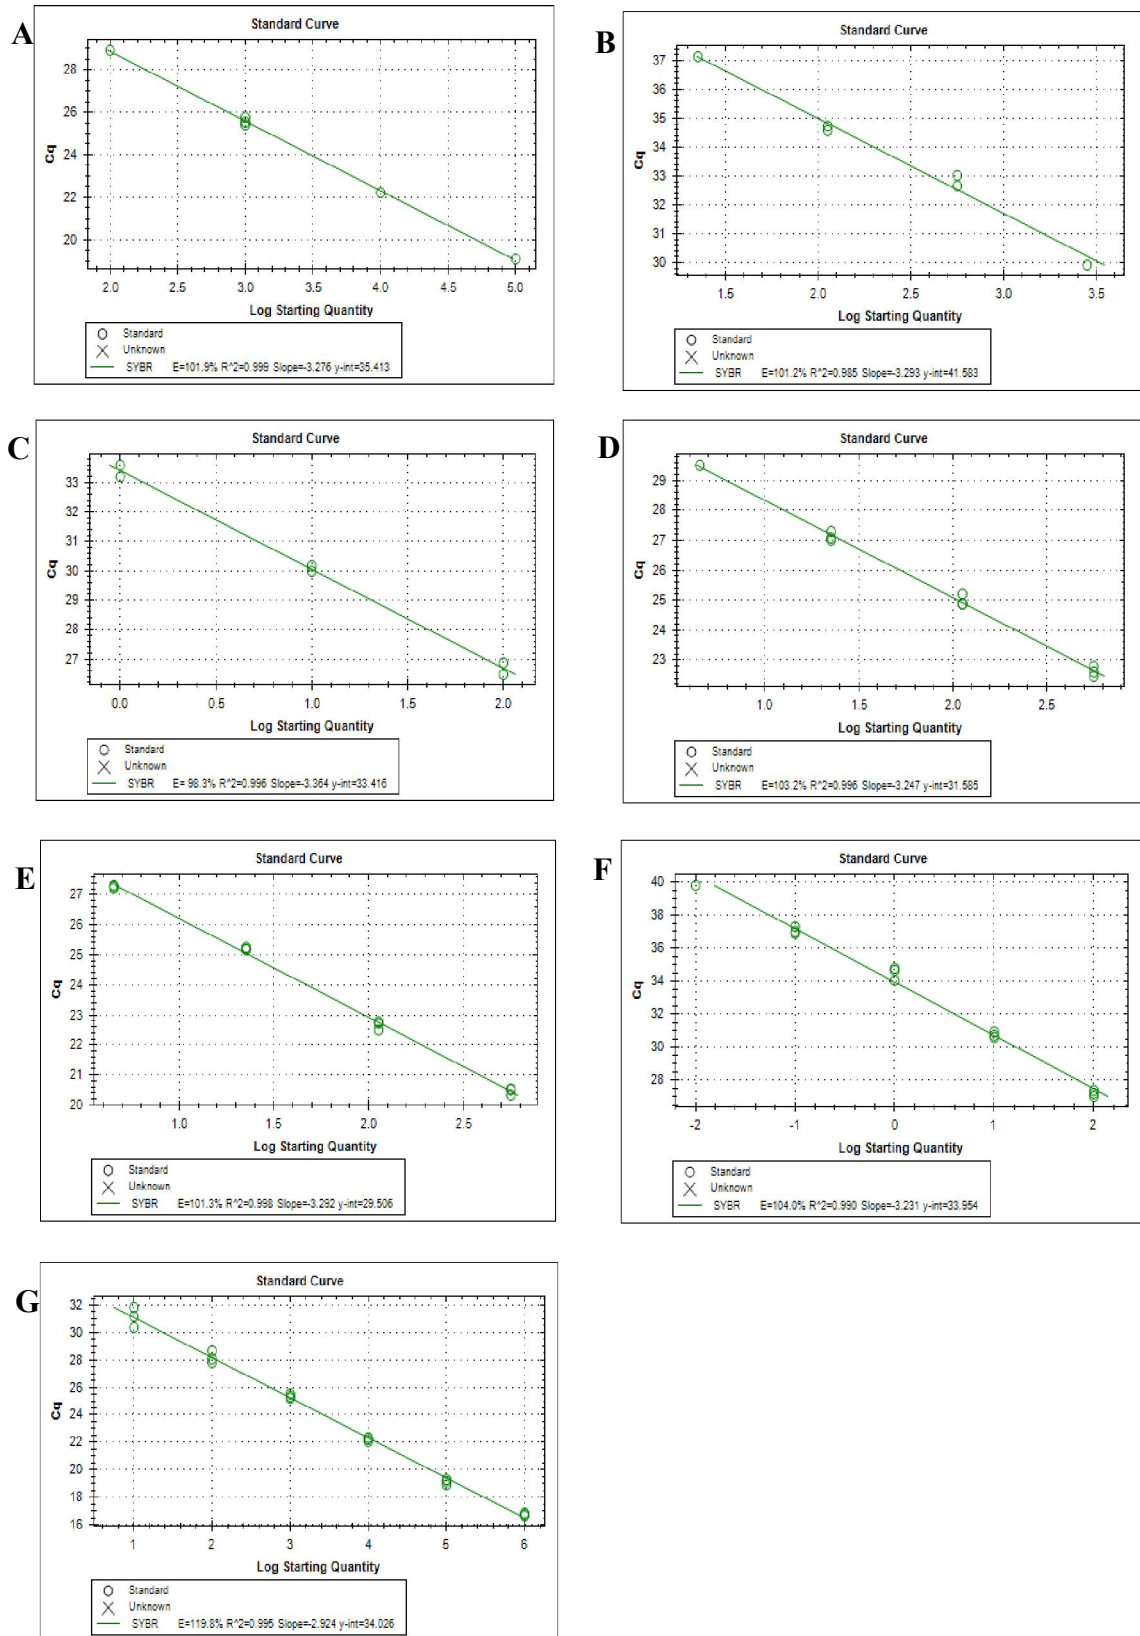 A
Standard Curve
28
26
24
22
20
Cq
2.0 2.5 3.0 3.5 4.0 4.5 5.0
Log Starting Quantity
Standard
Unknown
SYBR E=101.9% R^2=0.999 Slope=-3.276 y-int=35.413
B
Standard Curve
37
36
35
34
33
32
31
30
Cq
1.5 2.0 2.5 3.0 3.5
Log Starting Quantity
Standard
Unknown
SYBR E=101.2% R^2=0.985 Slope=-3.293 y-int=41.583
C
Standard Curve
33
32
31
30
29
28
27
Cq
0.0 0.5 1.0 1.5 2.0
Log Starting Quantity
Standard
Unknown
SYBR E= 98.3% R^2=0.996 Slope=-3.364 y-int=33.416
D
Standard Curve
29
27
25
23
Cq
1.0 1.5 2.0 2.5
Log Starting Quantity
Standard
Unknown
SYBR E=103.2% R^2=0.996 Slope=-3.247 y-int=31.585
E
Standard Curve
27
26
25
24
23
22
21
20
Cq
1.0 1.5 2.0 2.5
Log Starting Quantity
Standard
Unknown
SYBR E=101.3% R^2=0.998 Slope=-3.292 y-int=29.506
F
Standard Curve
40
38
36
34
32
30
28
Cq
-2 -1 0 1 2
Log Starting Quantity
Standard
Unknown
SYBR E=104.0% R^2=0.990 Slope=-3.231 y-int=33.954
G
Standard Curve
32
30
28
26
24
22
20
18
16
Cq
1 2 3 4 5 6
Log Starting Quantity
Standard
Unknown
SYBR E=119.8% R^2=0.995 Slope=-2.924 y-int=34.026